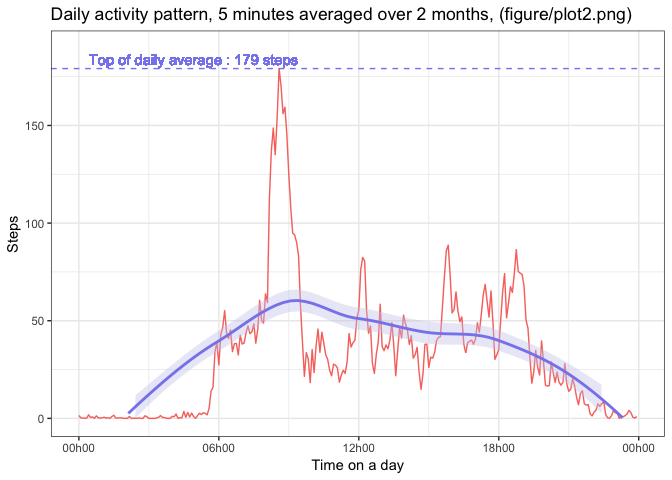 Daily activity pattern, 5 minutes averaged over 2 months, (figure/plot2.png)
Top of daily average : 179 steps
150
100
50
0
Steps
00h00 06h00 12h00 18h00 00h00
Time on a day